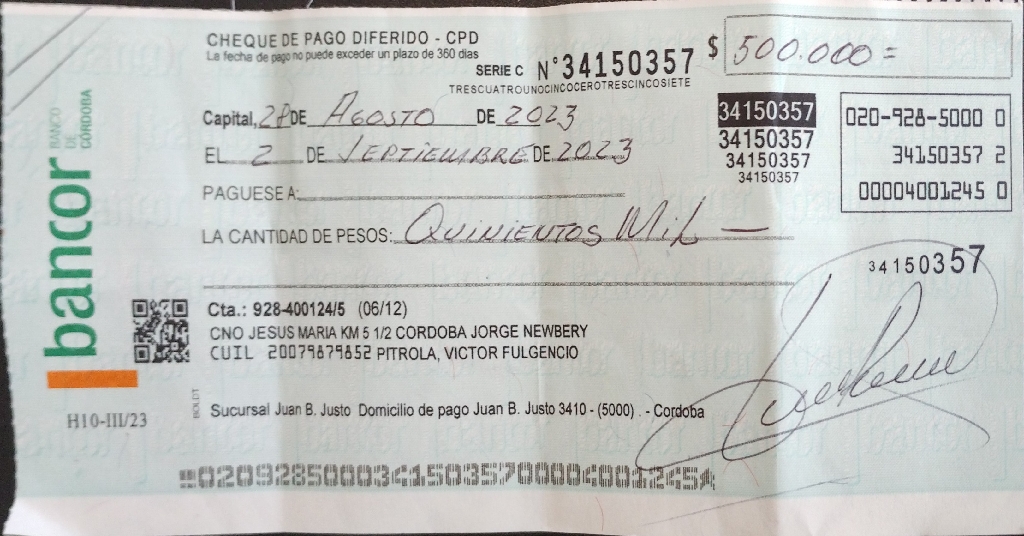 CHEQUE DE PAGO DIFERIDO - CPD
La fecha de pago no puede exceder un plazo de 360 dias
SERIE C N°34150357
TRESCUATROUNOCINCOCEROTRESCINCOSIETE
$ 500.000=
Capital, 28 DE AGOSTO DE 2023
EL 2 DE SEPTIEMBRE DE 2023
PAGUESE A:
LA CANTIDAD DE PESOS: QUINIENTOS MIL —
34150357
34150357
34150357
34150357
020-928-5000 0
34150357 2
00004001245 0
34150357
bancor
BANCO
DE
CÓRDOBA
Cta.: 928-400124/5 (06/12)
CNO JESUS MARIA KM 5 1/2 CORDOBA JORGE NEWBERY
CUIL 20079879852 PITROLA, VICTOR FULGENCIO
H10-III/23
BOLDT
Sucursal Juan B. Justo Domicilio de pago Juan B. Justo 3410 - (5000) . - Cordoba
02092850003415035700004001245